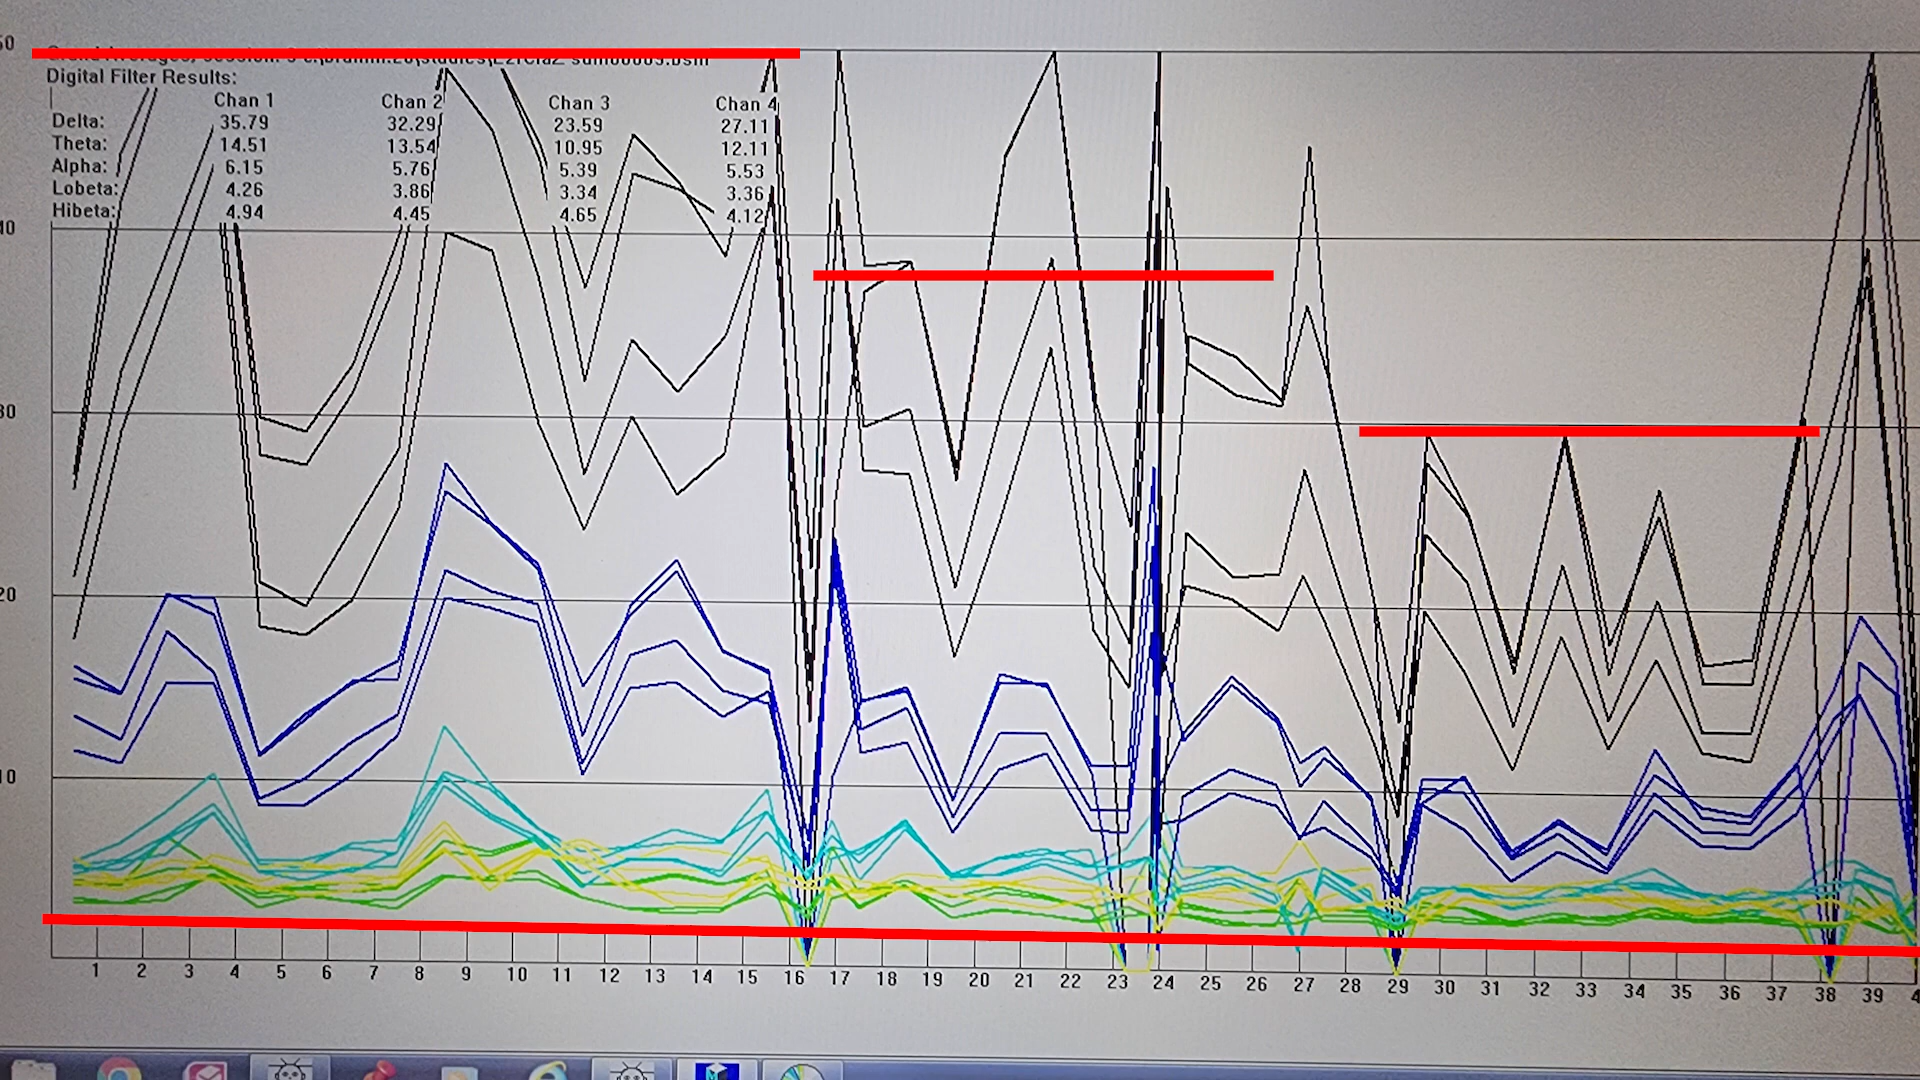 50
Digital Filter Results:
Chan 1 Chan 2 Chan 3 Chan 4
Delta: 35.79 32.29 23.59 27.11
Theta: 14.51 13.54 10.95 12.11
Alpha: 6.15 5.76 5.39 5.53
Lobeta: 4.26 3.86 3.34 3.36
Hibeta: 4.94 4.45 4.65 4.12
40
30
20
10
1 2 3 4 5 6 7 8 9 10 11 12 13 14 15 16 17 18 19 20 21 22 23 24 25 26 27 28 29 30 31 32 33 34 35 36 37 38 39 4